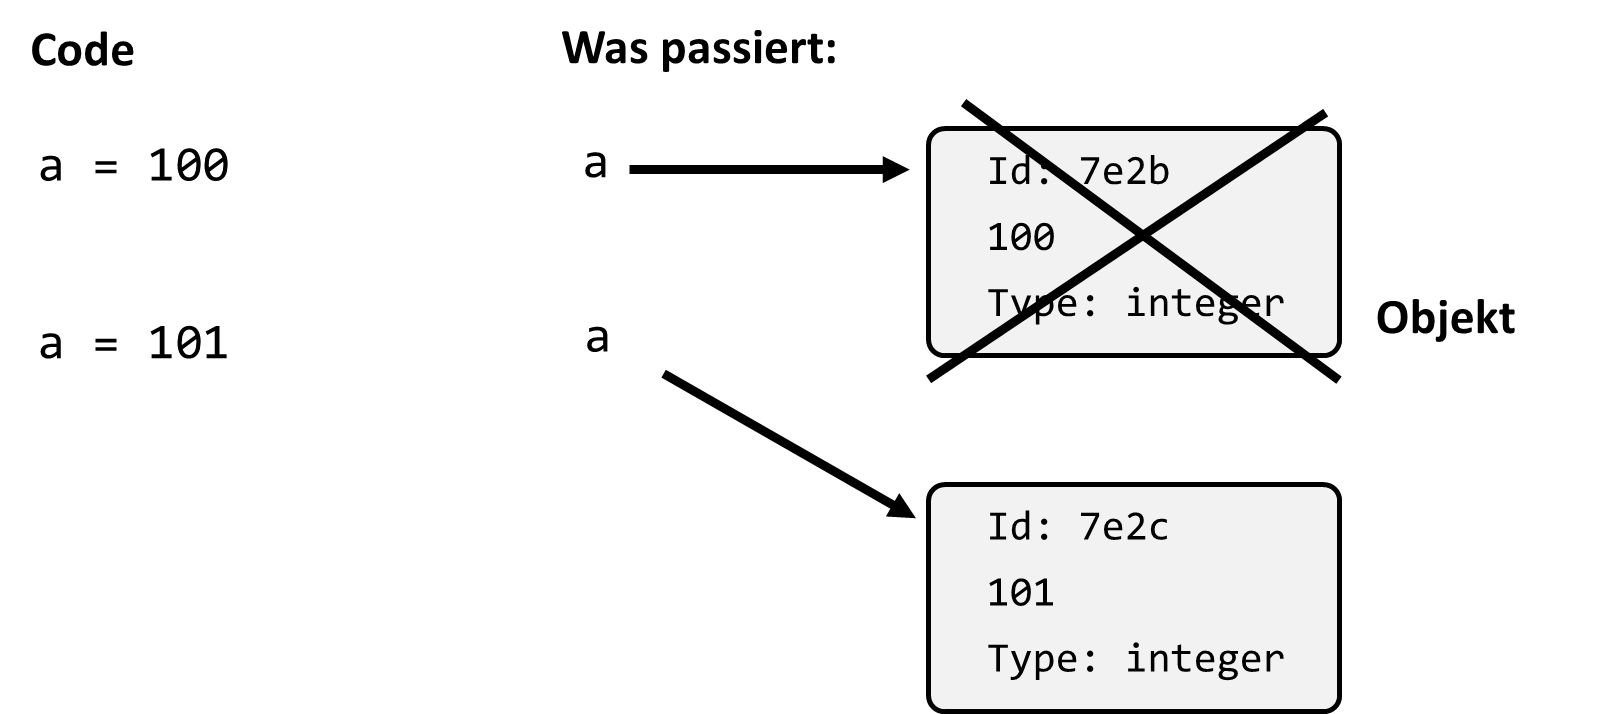 Code
Was passiert:
a = 100
a
Id: 7e2b
100
Type: integer
Objekt
a = 101
a
Id: 7e2c
101
Type: integer